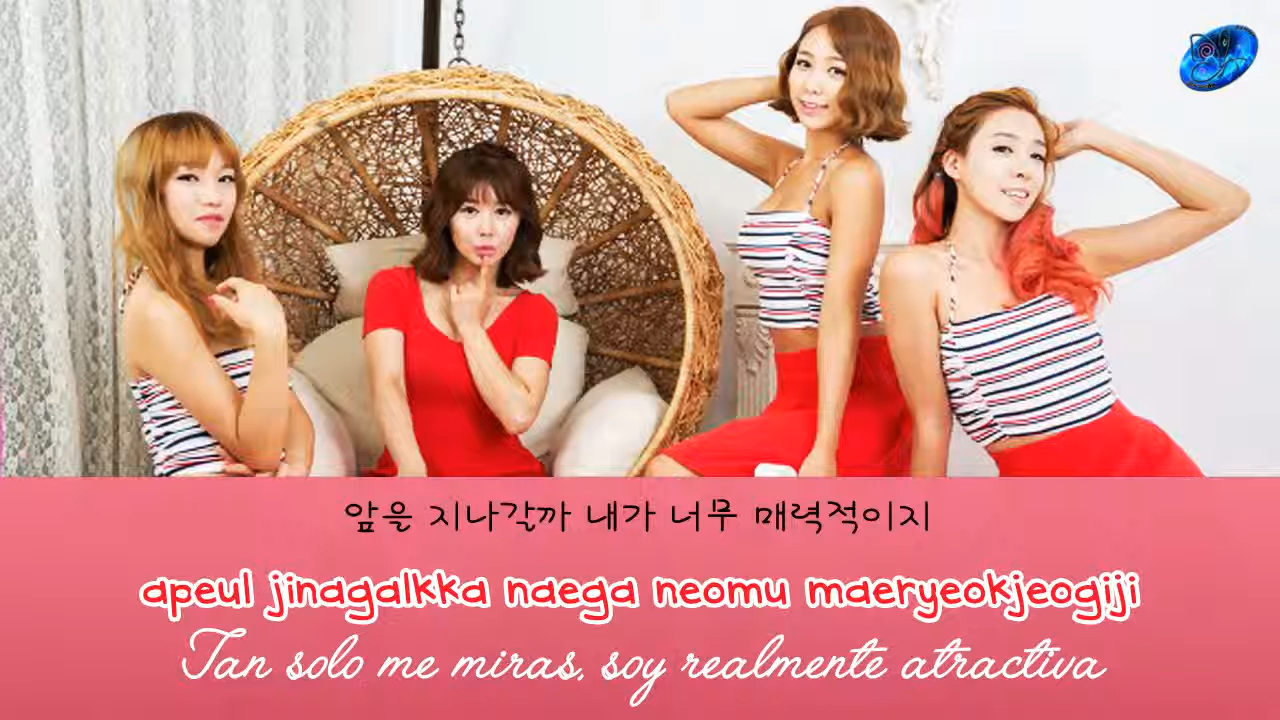 앞을 지나갈까 내가 너무 매력적이지
apeul jinagalkka naega neomu maeryeokjeogiji
Tan solo me miras, soy realmente atractiva